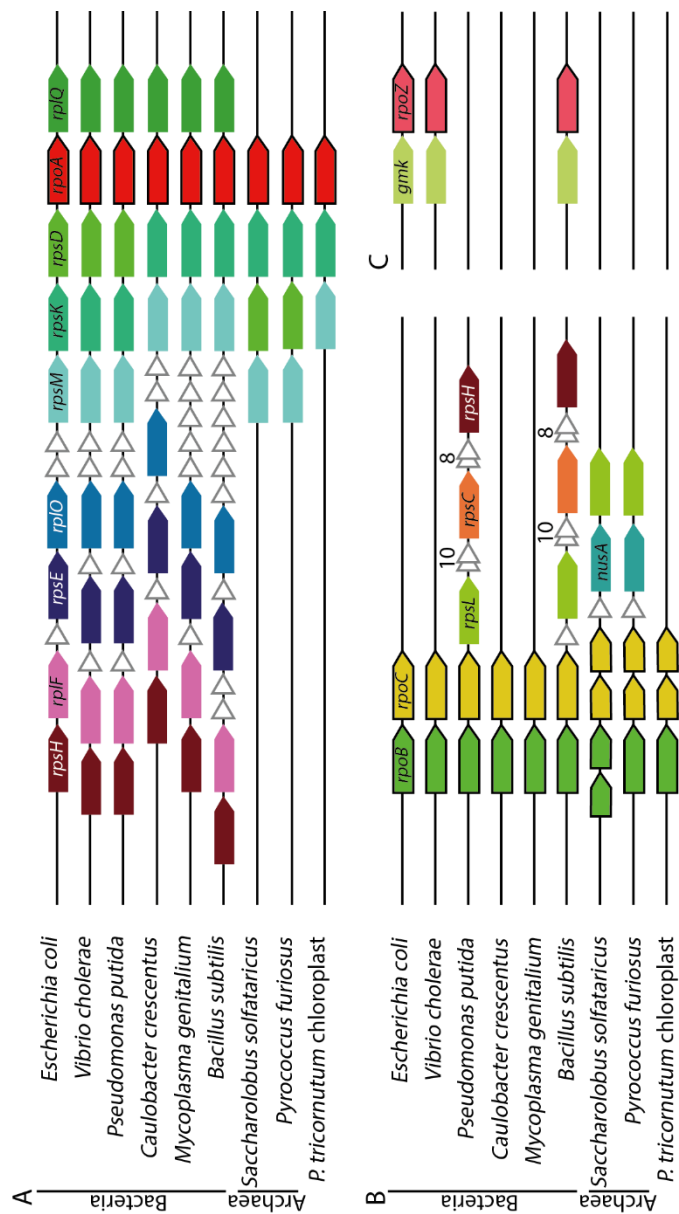 A
Bacteria
Archaea
Escherichia coli
Vibrio cholerae
Pseudomonas putida
Caulobacter crescentus
Mycoplasma genitalium
Bacillus subtilis
Saccharolobus solfataricus
Pyrococcus furiosus
P. tricornutum chloroplast
rpsH rplF rpsE rplO rpsM rpsK rpsD rpoA rplQ
B
Bacteria
Archaea
Escherichia coli
Vibrio cholerae
Pseudomonas putida
Caulobacter crescentus
Mycoplasma genitalium
Bacillus subtilis
Saccharolobus solfataricus
Pyrococcus furiosus
P. tricornutum chloroplast
rpoB rpoC
rpsL 10 rpsC 8 rpsH
10 8
nusA
C
gmk rpoZ